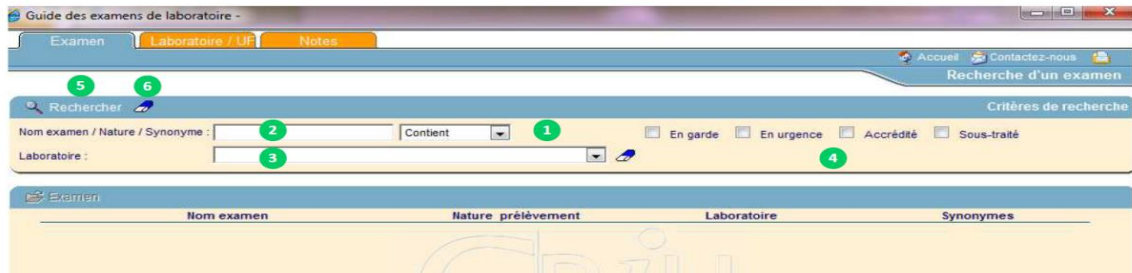 Guide des examens de laboratoire -
Examen Laboratoire / UF Notes
Accueil Contactez-nous
Recherche d'un examen
5 6
Rechercher Critères de recherche
Nom examen / Nature / Synonyme : 2 Contient 1 En garde En urgence Accrédité Sous-traité
Laboratoire : 3 4
Examen
Nom examen Nature prélèvement Laboratoire Synonymes